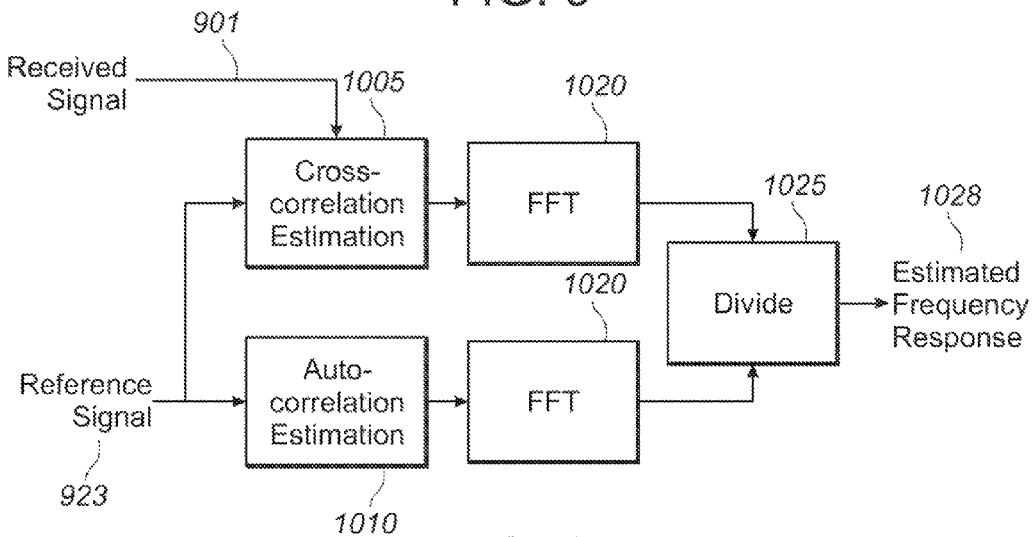 901
Received
Signal
1005
1020
Cross-
correlation
Estimation
FFT
1025
1028
Divide
Estimated
Frequency
Response
1020
Reference
Signal
Auto-
correlation
Estimation
FFT
923
1010